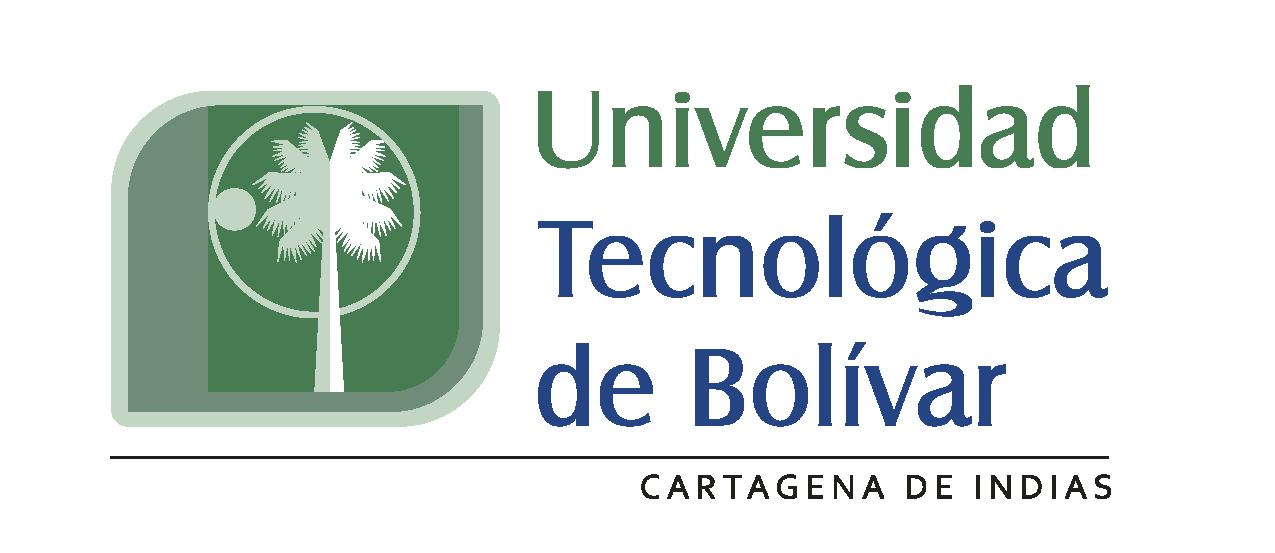 Universidad
Tecnológica
de Bolívar
CARTAGENA DE INDIAS